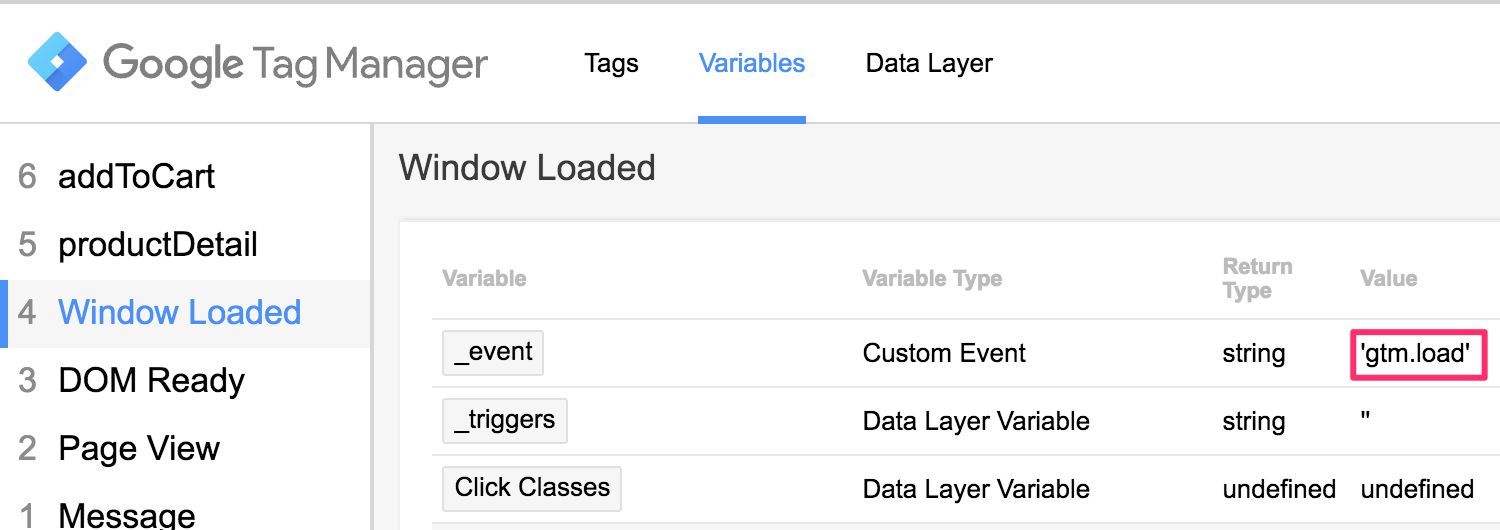 Google Tag Manager Tags Variables Data Layer
6 addToCart
5 productDetail
4 Window Loaded
3 DOM Ready
2 Page View
1 Message
Window Loaded
Variable Variable Type Return Type Value
_event Custom Event string 'gtm.load'
_triggers Data Layer Variable string ''
Click Classes Data Layer Variable undefined undefined